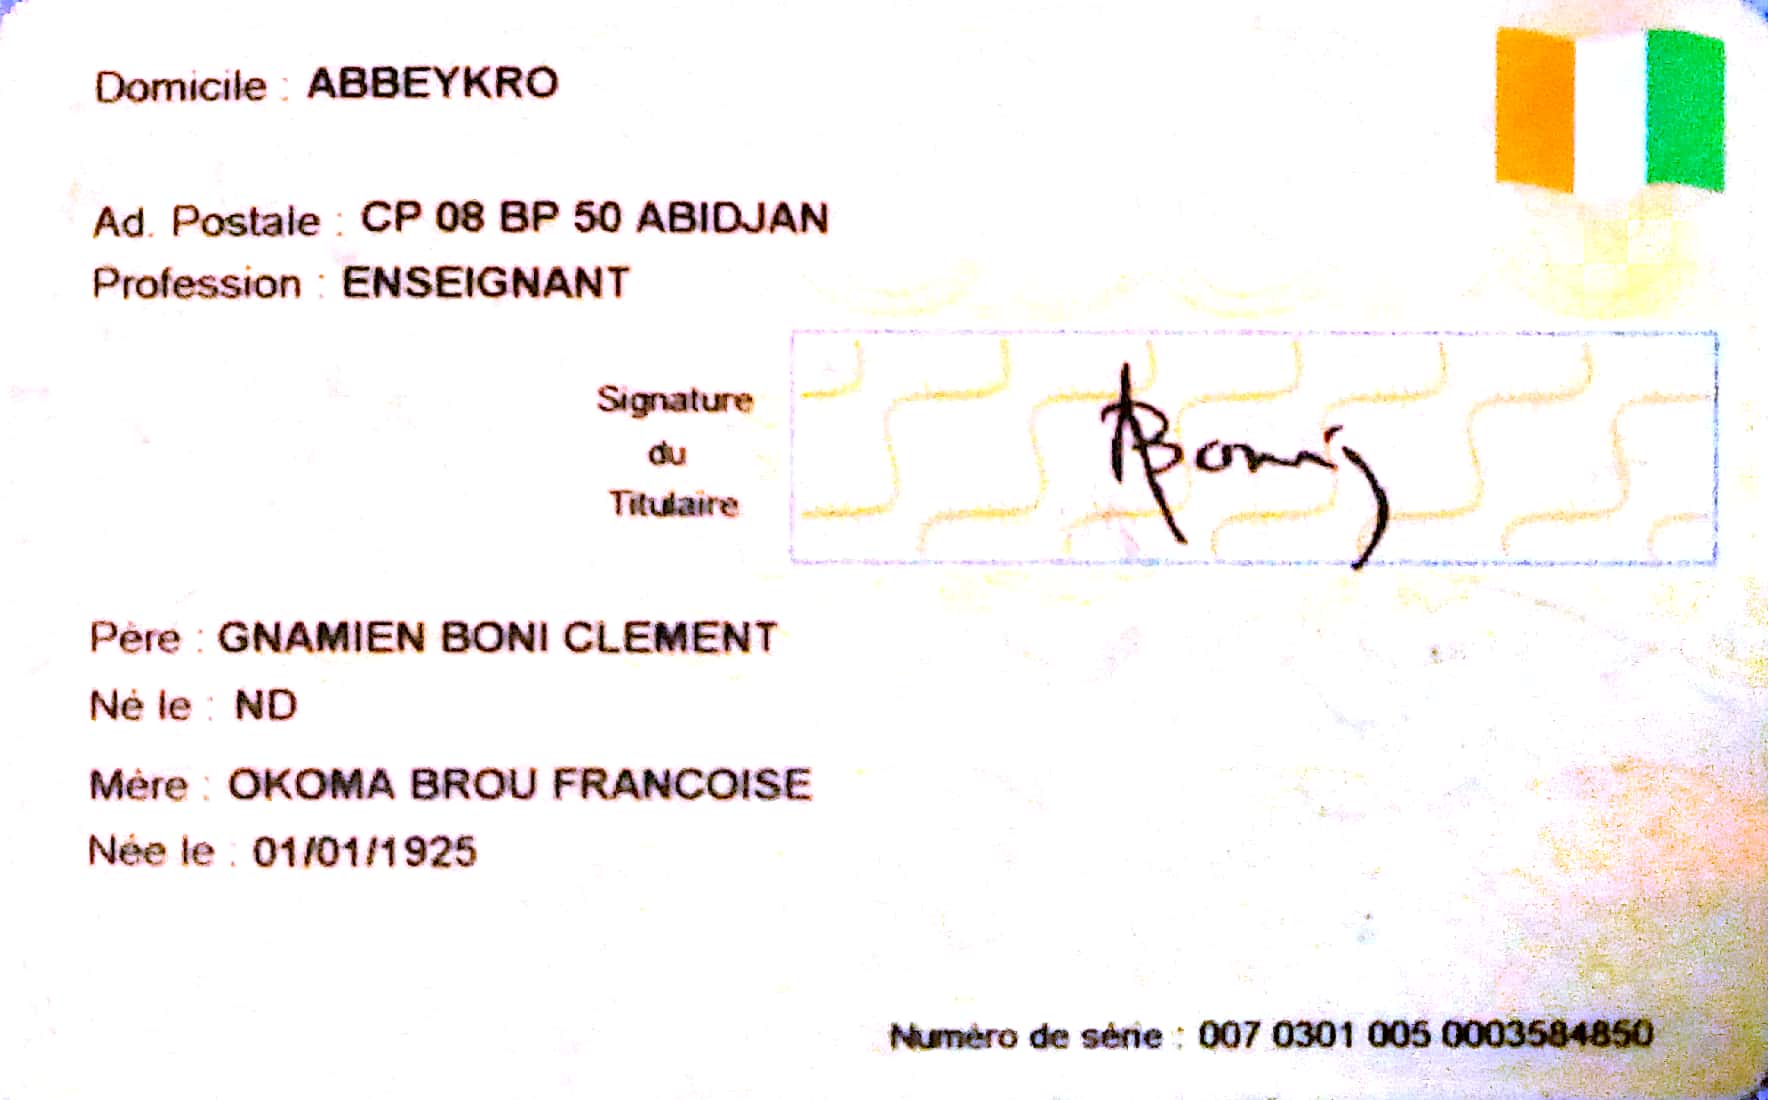 Domicile : ABBEYKRO
Ad. Postale : CP 08 BP 50 ABIDJAN
Profession : ENSEIGNANT
Signature
du
Titulaire
Boni
Père : GNAMIEN BONI CLEMENT
Né le : ND
Mère : OKOMA BROU FRANCOISE
Née le : 01/01/1925
Numéro de série : 007 0301 005 0003584850